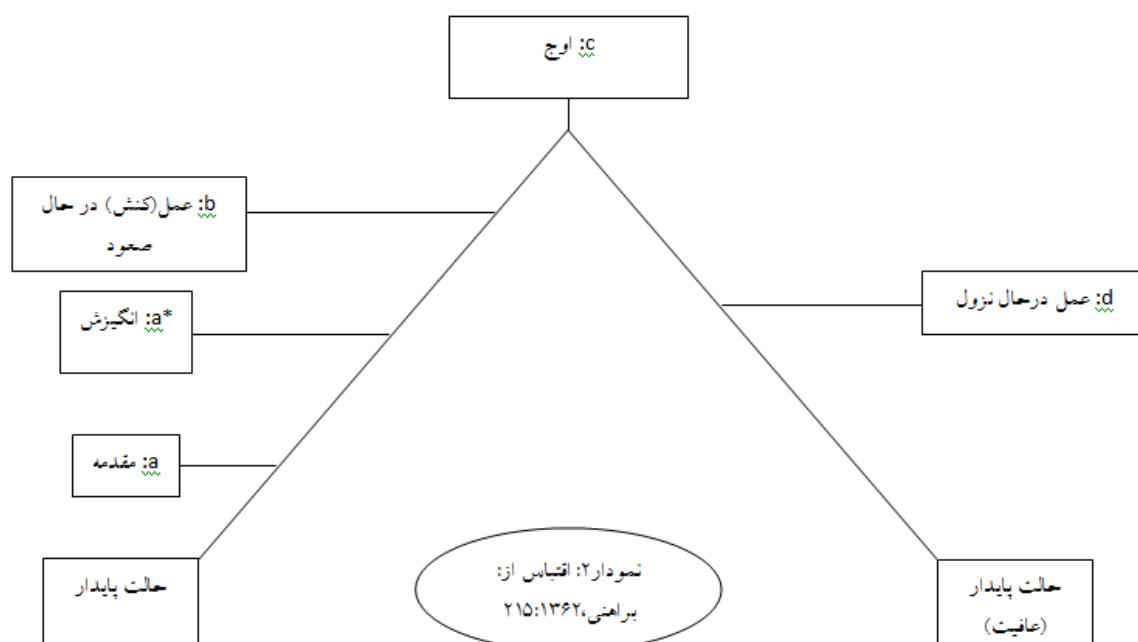 c: اوج
b: عمل(کنش) در حال
صعود
a*: انگیزش
d: عمل درحال نزول
a: مقدمه
حالت پایدار
نمودار۲: اقتباس از:
براهنی،۲۱۵:۱۳۶۲
حالت پایدار
(عافیت)